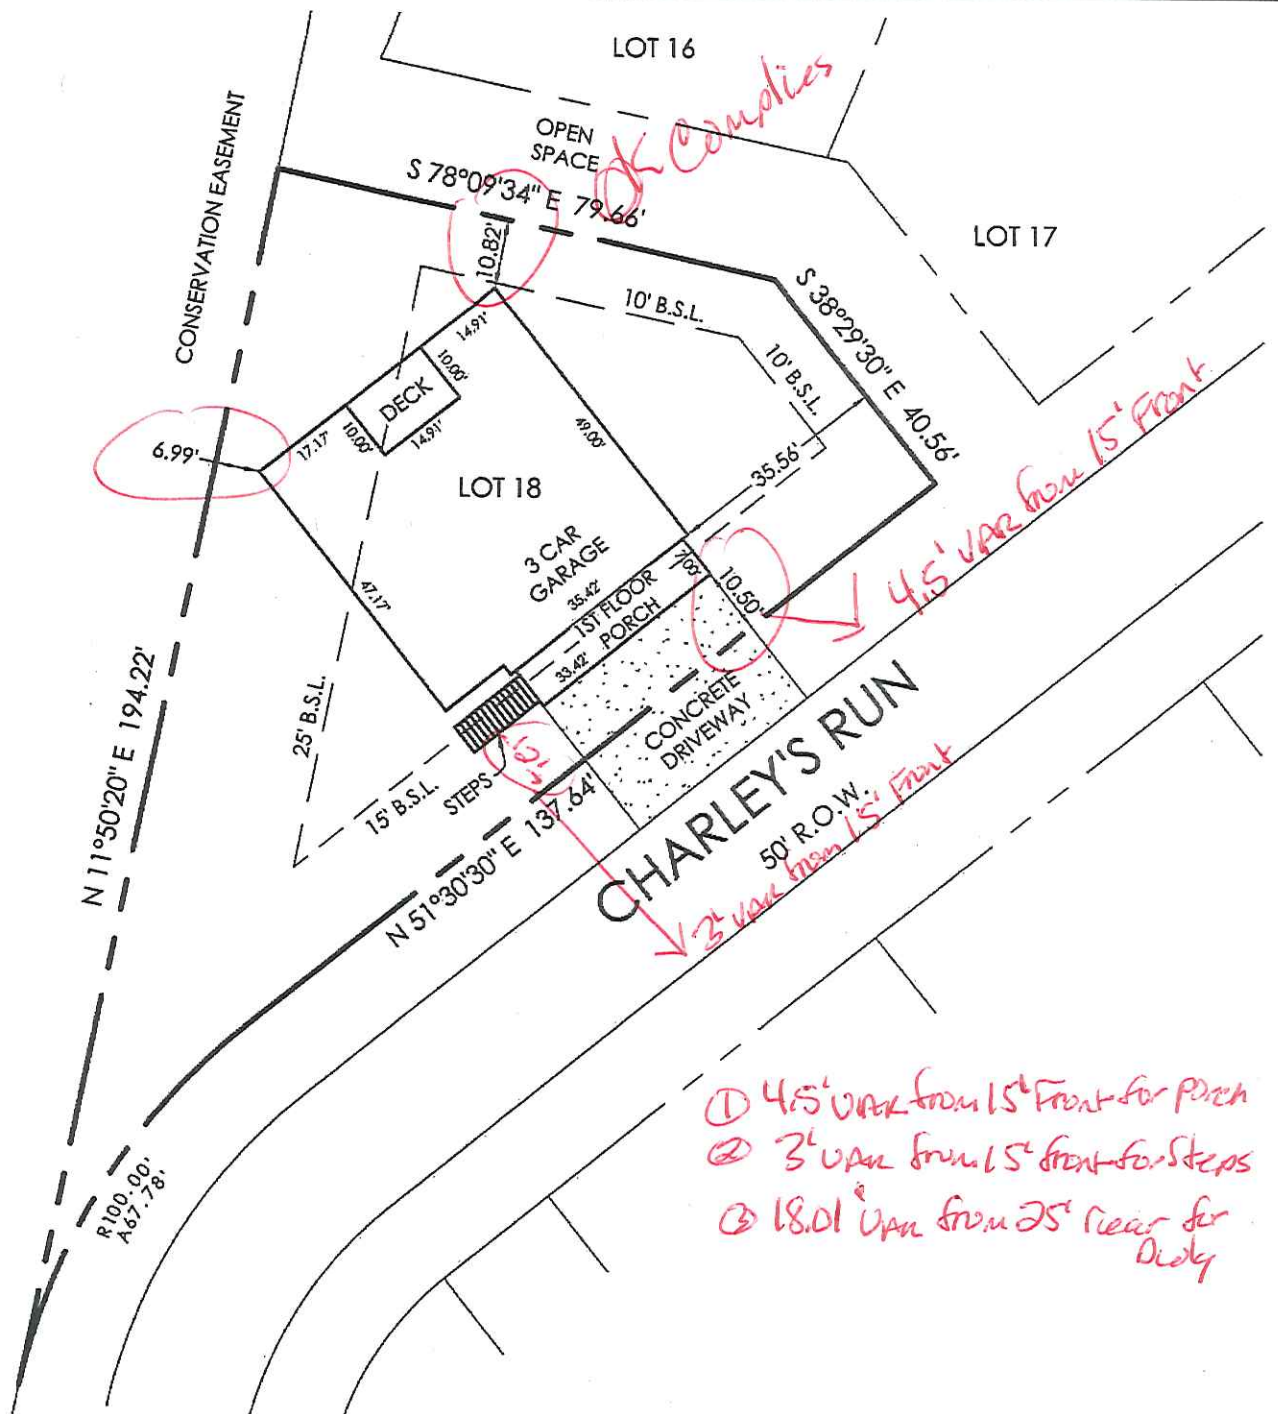 LOT 16
OK Complies
OPEN
SPACE
CONSERVATION EASEMENT
S 78°09'34" E 79.66'
LOT 17
10.82'
10' B.S.L.
S 38°29'30" E 40.56'
14.91'
10.00'
10' B.S.L.
DECK
10.00'
14.91'
17.17'
6.99'
49.00'
35.56'
4.5' VAR from 15' Front
LOT 18
3 CAR
GARAGE
7.00'
10.50'
35.42'
1ST FLOOR
PORCH
33.42'
47.17'
N 11°50'20" E 194.22'
25' B.S.L.
CONCRETE
DRIVEWAY
15' B.S.L.
STEPS
N 51°30'30" E 137.64'
CHARLEY'S RUN
50' R.O.W.
3' VAR from 15' Front
① 4.5' VAR from 15' Front for porch
② 3' VAR from 15' front for Steps
③ 18.01' VAR from 25' rear for
R100.00'
A67.78'